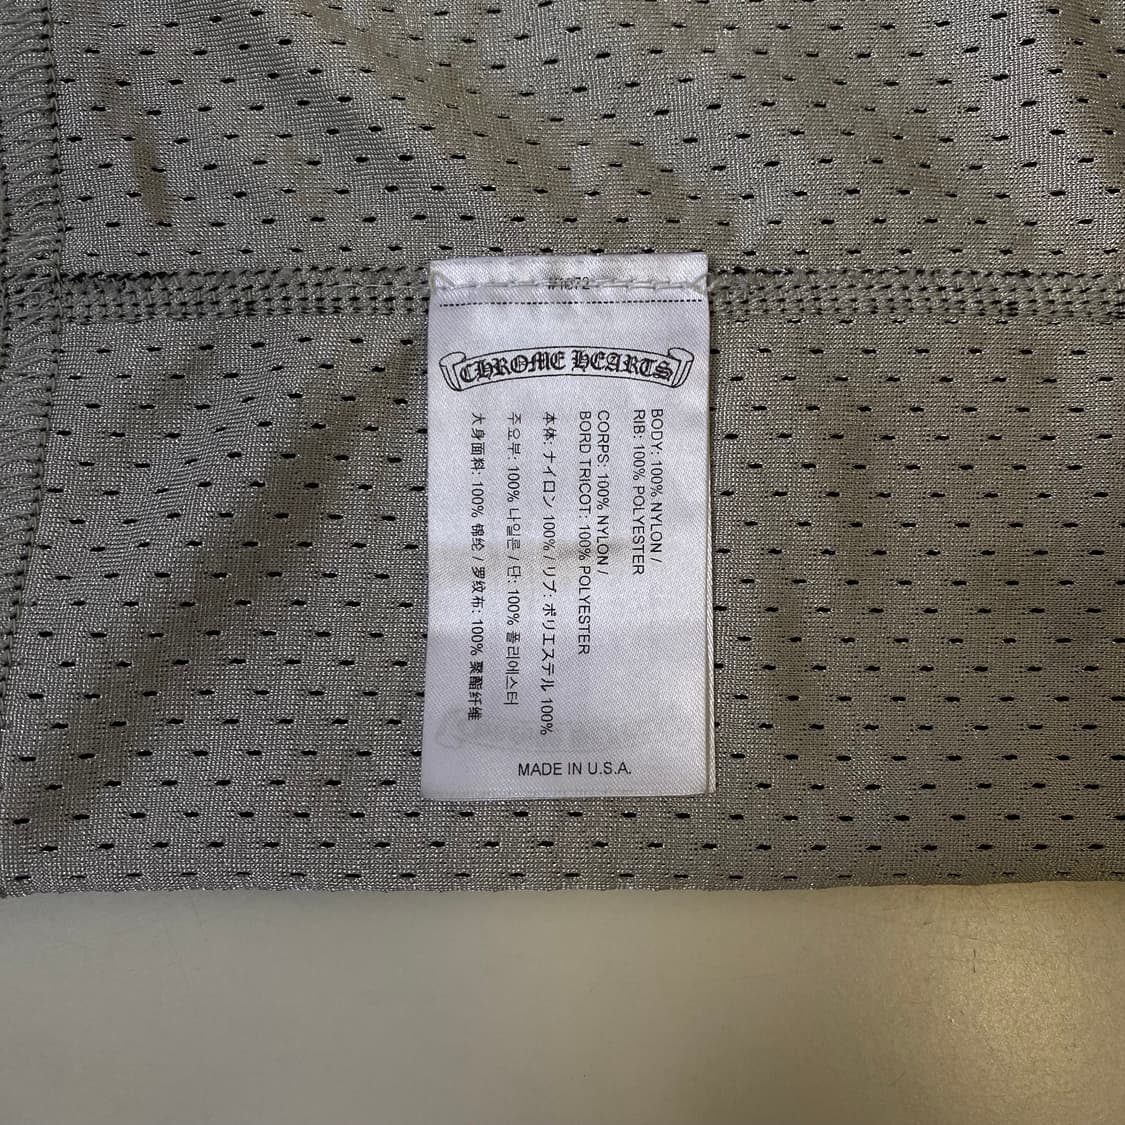 CHROME HEARTS
BODY: 100% NYLON /
RIB: 100% POLYESTER
CORPS: 100% NYLON /
BORD TRICOT: 100% POLYESTER
本体: ナイロン 100% / リブ: ポリエステル 100%
주요부: 100% 나일론 / 단: 100% 폴리에스터
大身面料: 100% 锦纶 / 罗纹布: 100% 聚酯纤维
MADE IN U.S.A.